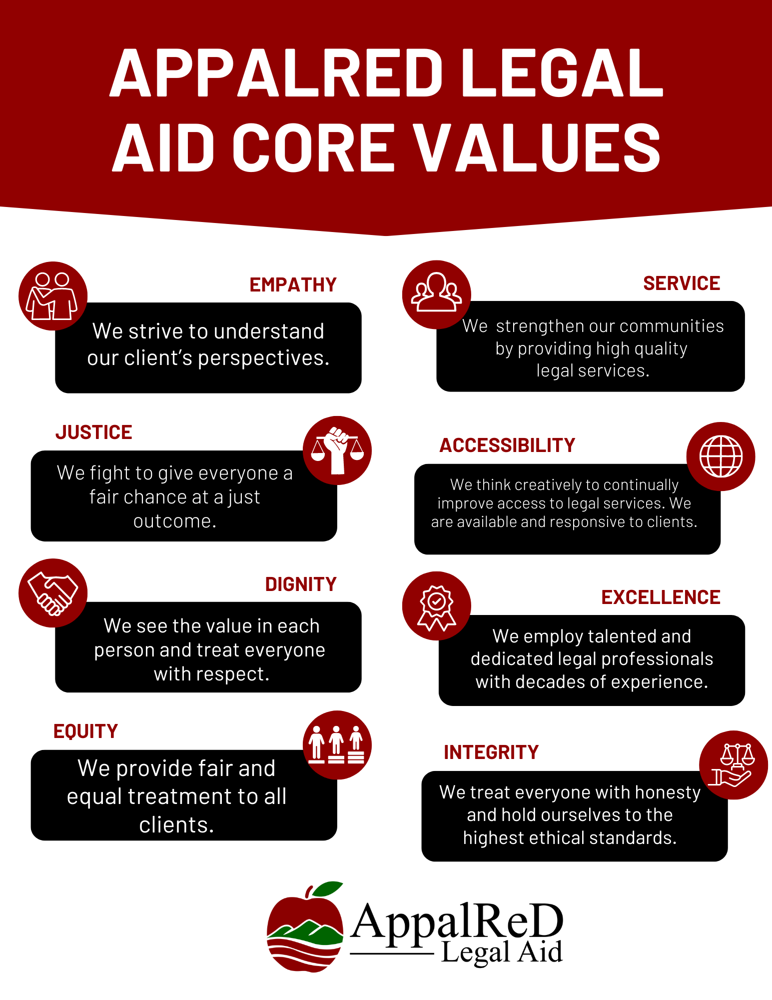 APPALRED LEGAL
AID CORE VALUES
EMPATHY
We strive to understand
our client’s perspectives.
JUSTICE
We fight to give everyone a
fair chance at a just
outcome.
DIGNITY
We see the value in each
person and treat everyone
with respect.
EQUITY
We provide fair and
equal treatment to all
clients.
SERVICE
We strengthen our communities
by providing high quality
legal services.
ACCESSIBILITY
We think creatively to continually
improve access to legal services. We
are available and responsive to clients.
EXCELLENCE
We employ talented and
dedicated legal professionals
with decades of experience.
INTEGRITY
We treat everyone with honesty
and hold ourselves to the
highest ethical standards.
AppalReD
Legal Aid